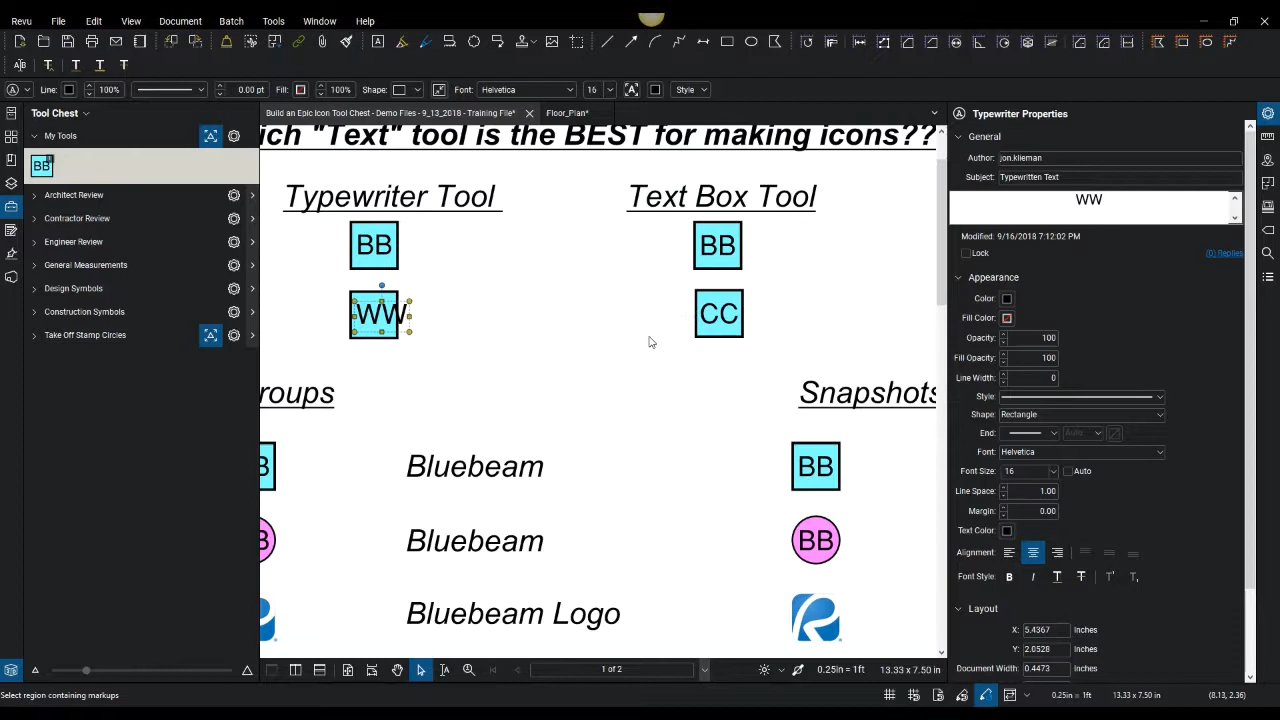 Revu File Edit View Document Batch Tools Window Help
Line: 100% 0.00 pt Fill: 100% Shape: Font: Helvetica 16 Style
Tool Chest
My Tools
BB
Architect Review
Contractor Review
Engineer Review
General Measurements
Design Symbols
Construction Symbols
Take Off Stamp Circles
Build an Epic Icon Tool Chest - Demo Files - 9_13_2018 - Training File* Floor_Plan*
ich "Text" tool is the BEST for making icons??
Typewriter Tool Text Box Tool
BB BB
WW CC
roups Snapshots
B Bluebeam BB
B Bluebeam BB
Bluebeam Logo
Typewriter Properties
General
Author: jon.klieman
Subject: Typewritten Text
WW
Modified: 9/16/2018 7:12:02 PM
Lock (0) Replies
Appearance
Color:
Fill Color:
Opacity: 100
Fill Opacity: 100
Line Width: 0
Style:
Shape: Rectangle
End: Auto
Font: Helvetica
Font Size: 16 Auto
Line Space: 1.00
Margin: 0.00
Text Color:
Alignment:
Font Style: B I T T T T
Layout
X: 5.4367 Inches
Y: 2.0528 Inches
Document Width: 0.4473 Inches
1 of 2 0.25in = 1ft 13.33 x 7.50 in
Select region containing markups 0.25in = 1ft 13.33 x 7.50 in (8.13, 2.36)